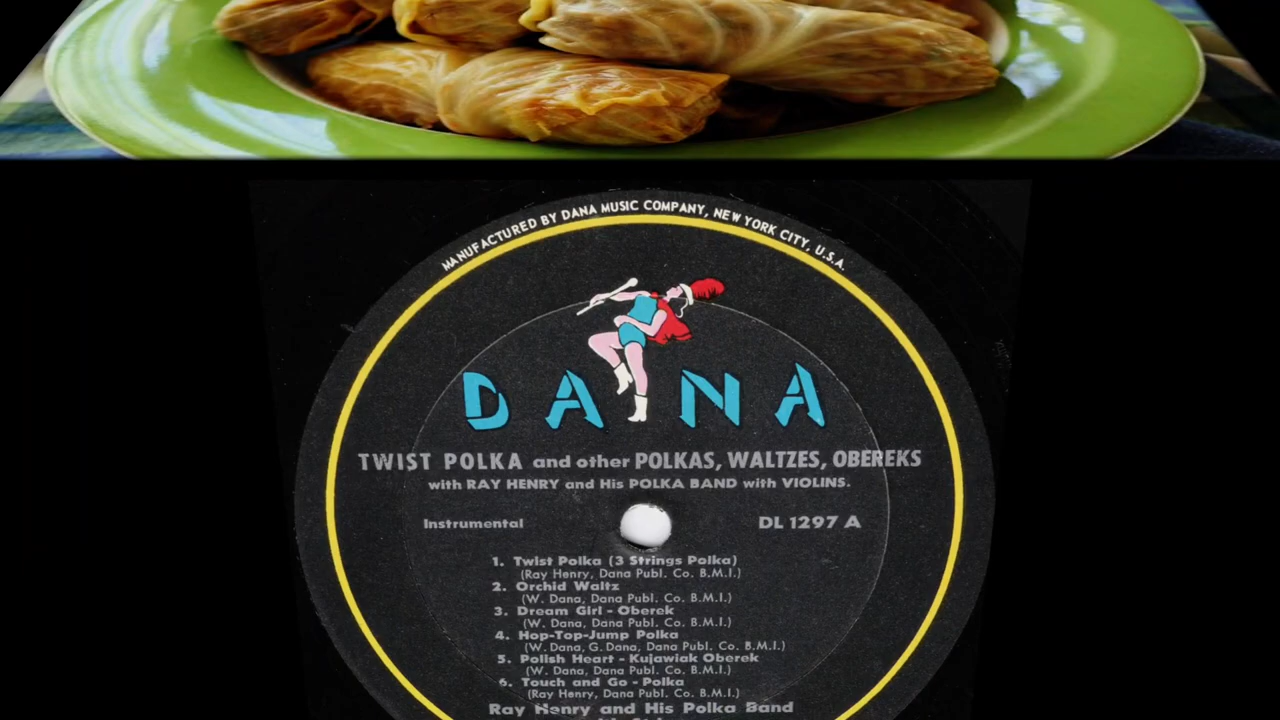 MANUFACTURED BY DANA MUSIC COMPANY, NEW YORK CITY, U.S.A.
DANA
TWIST POLKA and other POLKAS, WALTZES, OBEREKS
with RAY HENRY and His POLKA BAND with VIOLINS.
Instrumental DL 1297 A
1. Twist Polka (3 Strings Polka)
(Ray Henry, Dana Publ. Co. B.M.I.)
2. Orchid Waltz
(W. Dana, Dana Publ. Co. B.M.I.)
3. Dream Girl - Oberek
(W. Dana, Dana Publ. Co. B.M.I.)
4. Hop-Top-Jump Polka
(W. Dana, G. Dana, Dana Publ. Co. B.M.I.)
5. Polish Heart - Kujawiak Oberek
(W. Dana, Dana Publ. Co. B.M.I.)
6. Touch and Go - Polka
(Ray Henry, Dana Publ. Co. B.M.I.)
Ray Henry and His Polka Band